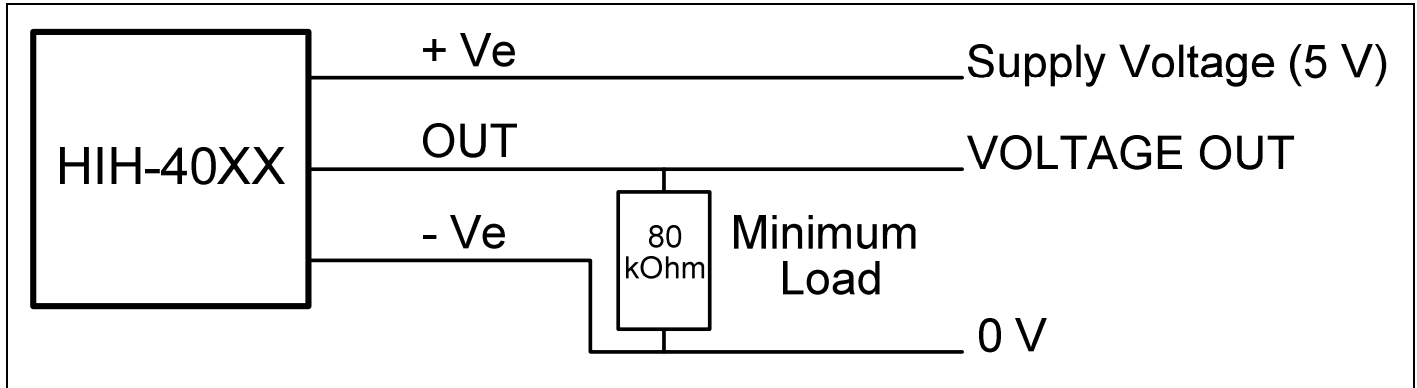 + Ve
Supply Voltage (5 V)
HIH-40XX
OUT
VOLTAGE OUT
- Ve
80
kOhm
Minimum
Load
0 V